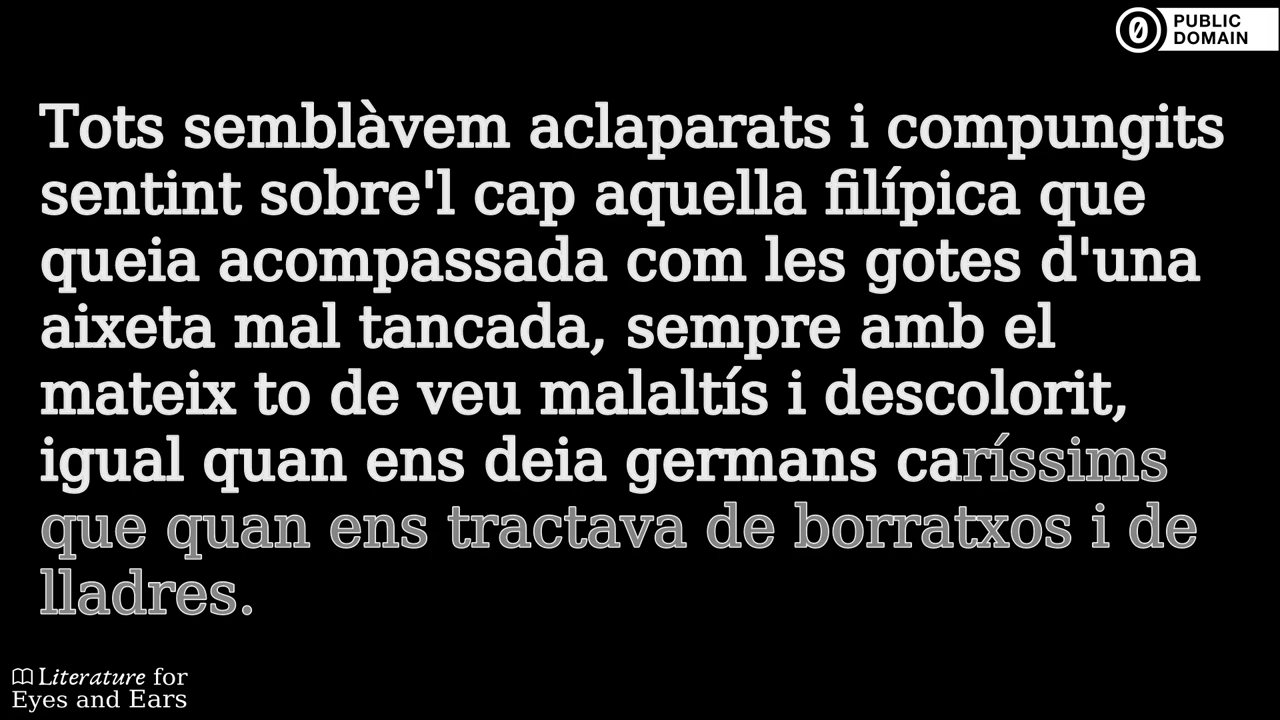 PUBLIC
DOMAIN
Tots semblàvem aclaparats i compungits
sentint sobre'l cap aquella filípica que
queia acompassada com les gotes d'una
aixeta mal tancada, sempre amb el
mateix to de veu malaltís i descolorit,
igual quan ens deia germans caríssims
que quan ens tractava de borratxos i de
lladres.
Literature for
Eyes and Ears